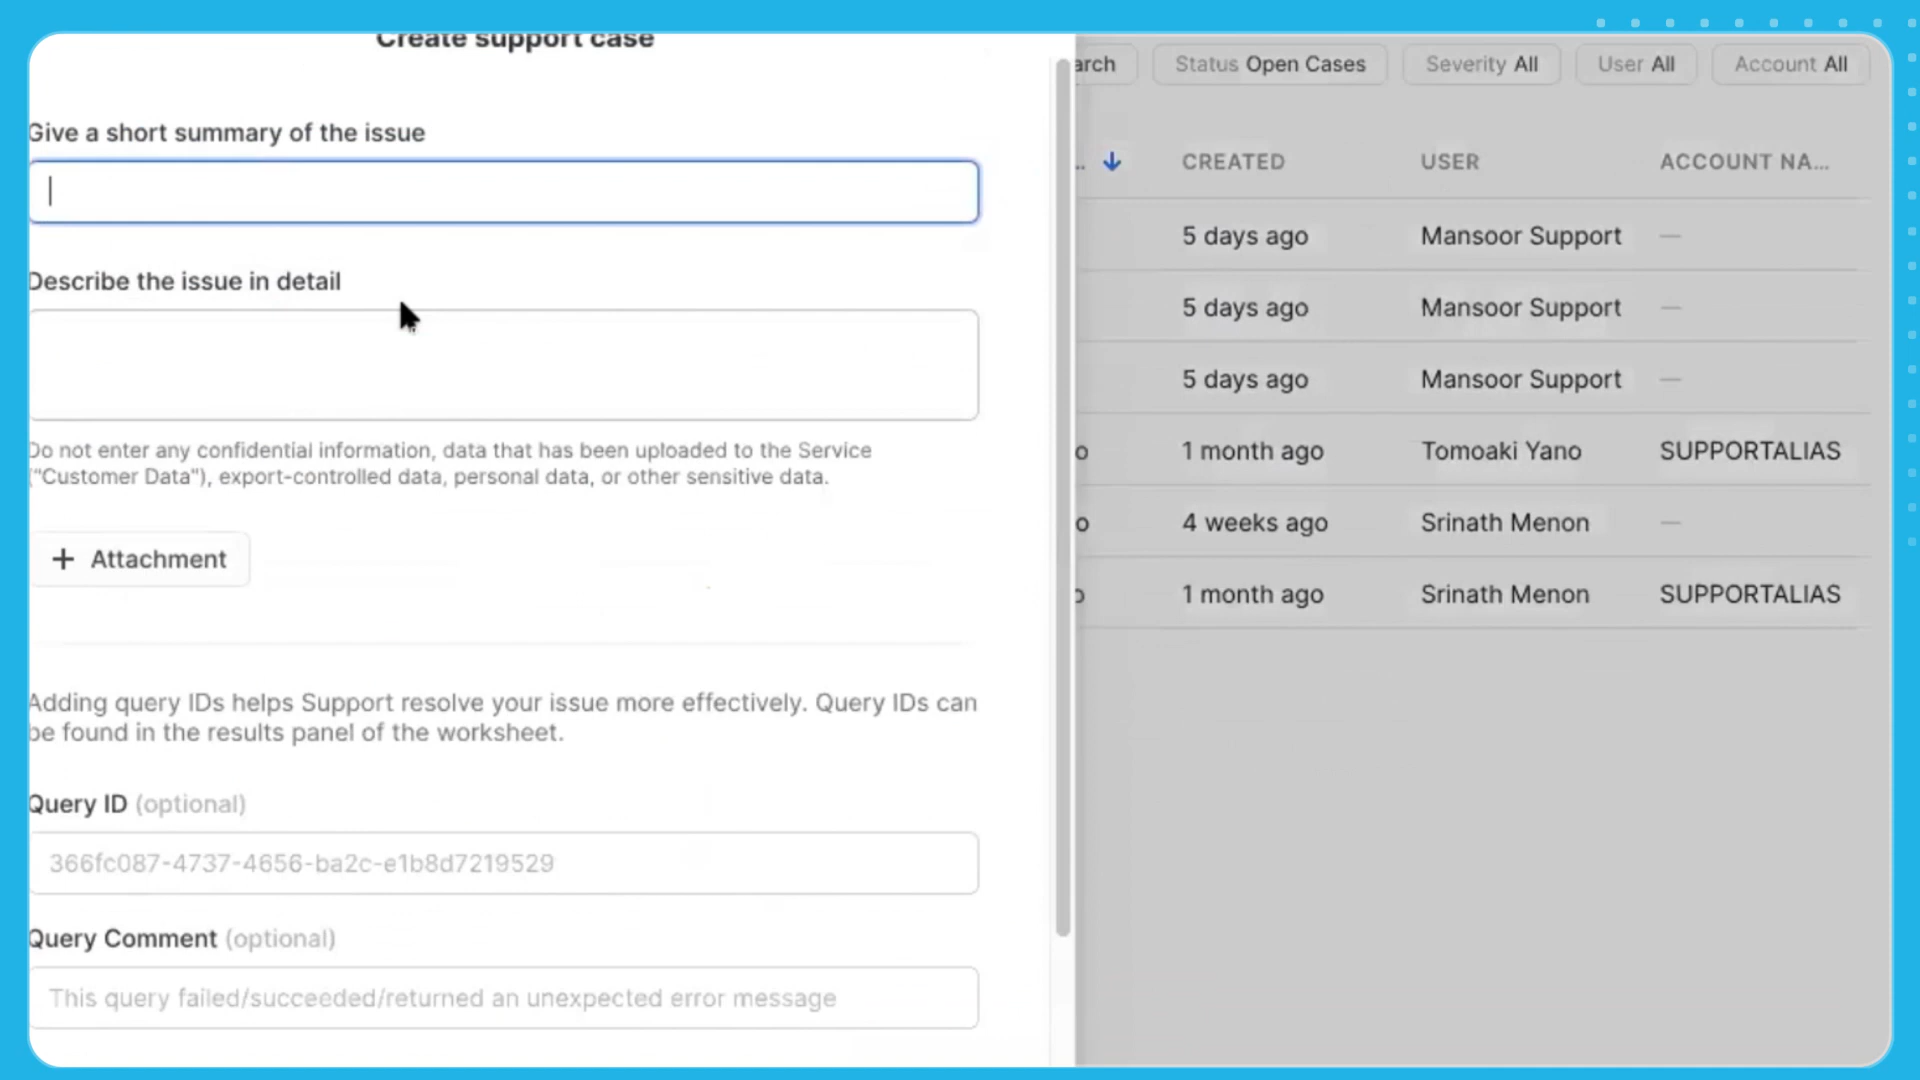 Create support case
Give a short summary of the issue
Describe the issue in detail
Do not enter any confidential information, data that has been uploaded to the Service
("Customer Data"), export-controlled data, personal data, or other sensitive data.
+ Attachment
Adding query IDs helps Support resolve your issue more effectively. Query IDs can
be found in the results panel of the worksheet.
Query ID (optional)
366fc087-4737-4656-ba2c-e1b8d7219529
Query Comment (optional)
This query failed/succeeded/returned an unexpected error message
arch Status Open Cases Severity All User All Account All
... CREATED USER ACCOUNT NA...
5 days ago Mansoor Support —
5 days ago Mansoor Support —
5 days ago Mansoor Support —
o 1 month ago Tomoaki Yano SUPPORTALIAS
o 4 weeks ago Srinath Menon —
o 1 month ago Srinath Menon SUPPORTALIAS